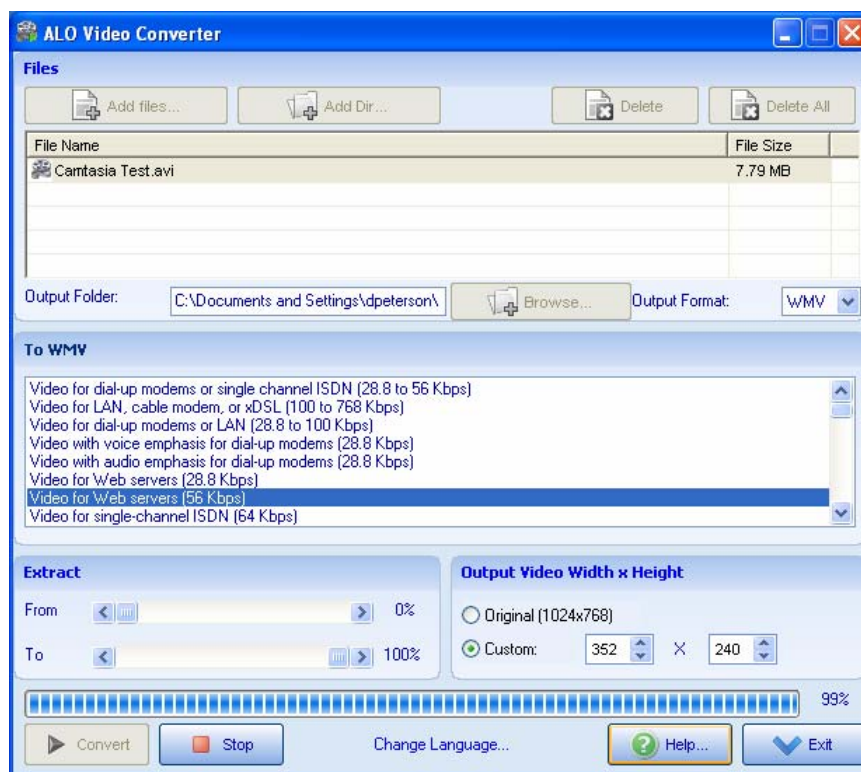 ALO Video Converter
Files
Add files...
Add Dir...
Delete
Delete All
File Name
File Size
Camtasia Test.avi
7.79 MB
Output Folder:
C:\Documents and Settings\dpeterson\
Browse...
Output Format:
WMV
To WMV
Video for dial-up modems or single channel ISDN (28.8 to 56 Kbps)
Video for LAN, cable modem, or xDSL (100 to 768 Kbps)
Video for dial-up modems or LAN (28.8 to 100 Kbps)
Video with voice emphasis for dial-up modems (28.8 Kbps)
Video with audio emphasis for dial-up modems (28.8 Kbps)
Video for Web servers (28.8 Kbps)
Video for Web servers (56 Kbps)
Video for single-channel ISDN (64 Kbps)
Extract
From
0%
To
100%
Output Video Width x Height
Original (1024x768)
Custom:
352
X
240
99%
Convert
Stop
Change Language...
Help...
Exit